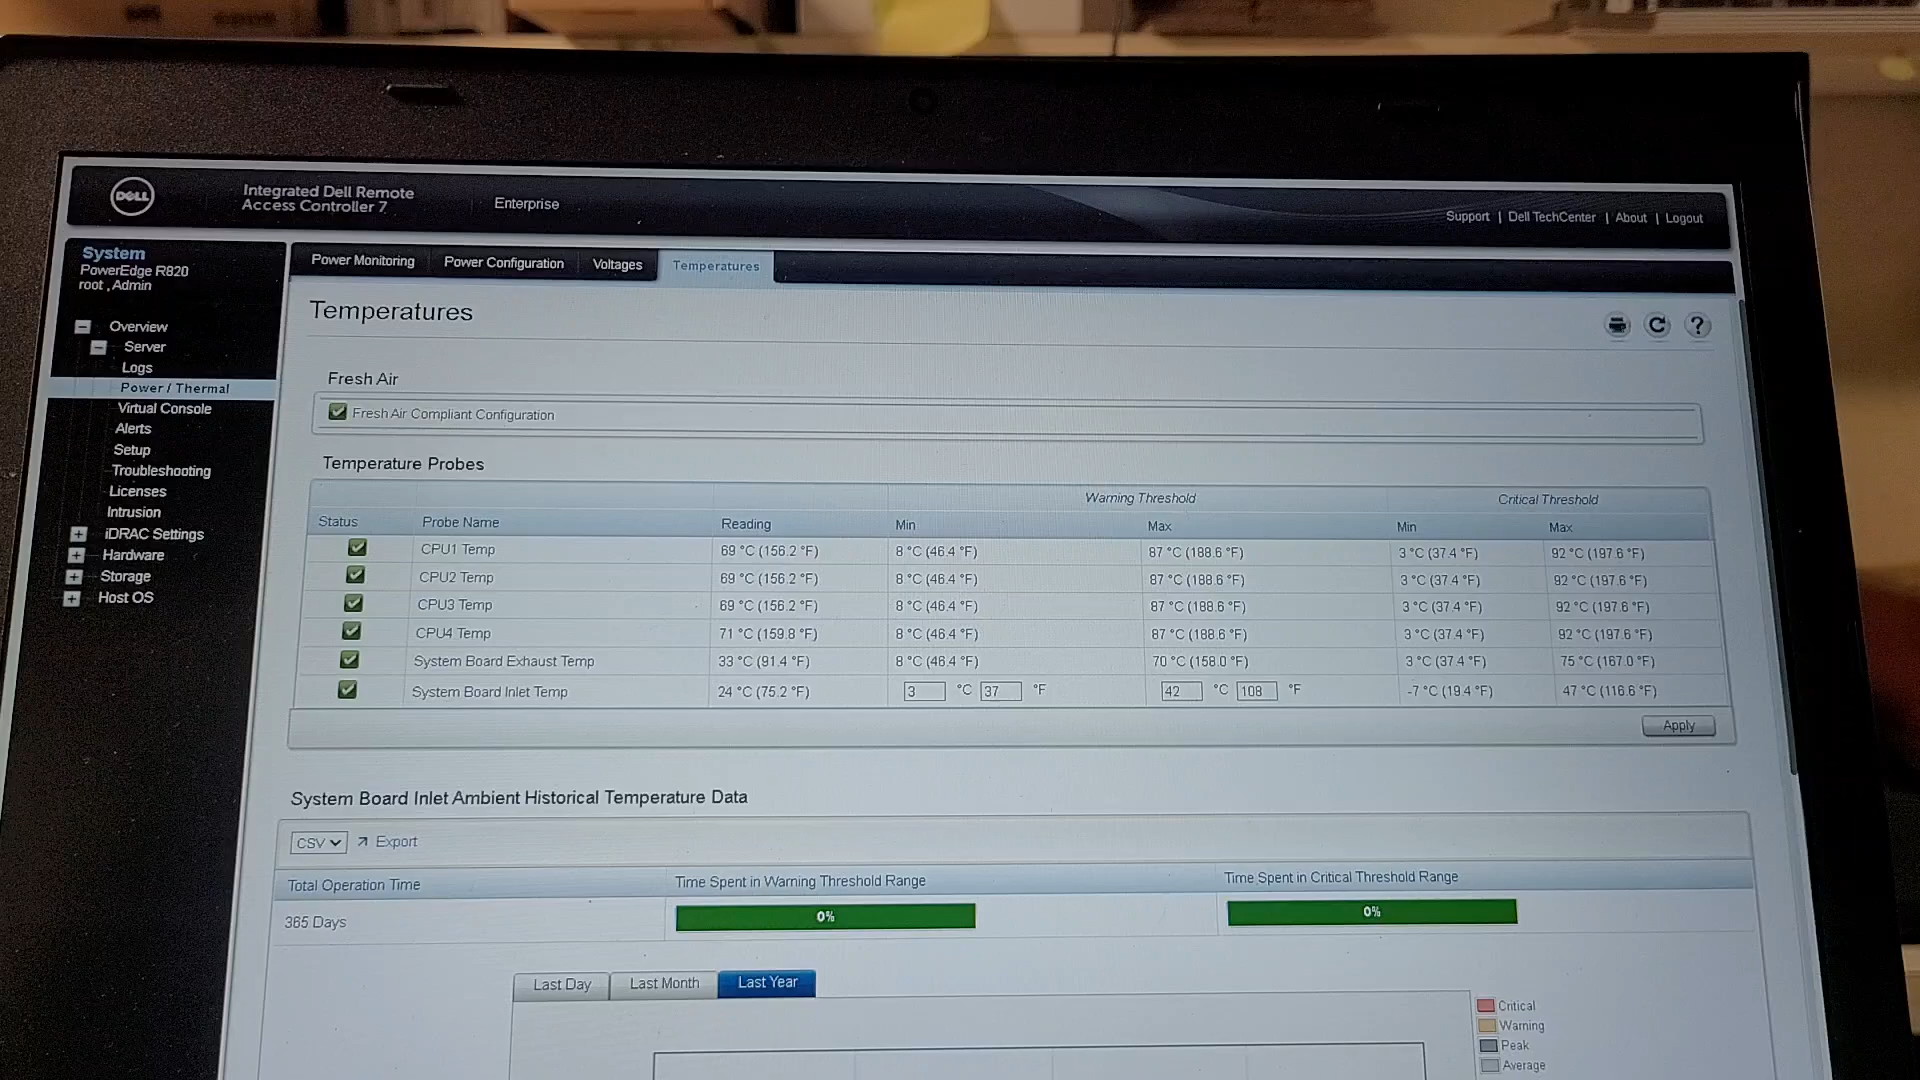 DELL
Integrated Dell Remote
Access Controller 7
Enterprise
Support | Dell TechCenter | About | Logout
System
PowerEdge R820
root , Admin
Overview
Server
Logs
Power / Thermal
Virtual Console
Alerts
Setup
Troubleshooting
Licenses
Intrusion
iDRAC Settings
Hardware
Storage
Host OS
Power Monitoring Power Configuration Voltages Temperatures
Temperatures
Fresh Air
Fresh Air Compliant Configuration
Temperature Probes
Warning Threshold Critical Threshold
Status Probe Name Reading Min Max Min Max
CPU1 Temp 69 °C (156.2 °F) 8 °C (46.4 °F) 87 °C (188.6 °F) 3 °C (37.4 °F) 92 °C (197.6 °F)
CPU2 Temp 69 °C (156.2 °F) 8 °C (46.4 °F) 87 °C (188.6 °F) 3 °C (37.4 °F) 92 °C (197.6 °F)
CPU3 Temp 69 °C (156.2 °F) 8 °C (46.4 °F) 87 °C (188.6 °F) 3 °C (37.4 °F) 92 °C (197.6 °F)
CPU4 Temp 71 °C (159.8 °F) 8 °C (46.4 °F) 87 °C (188.6 °F) 3 °C (37.4 °F) 92 °C (197.6 °F)
System Board Exhaust Temp 33 °C (91.4 °F) 8 °C (46.4 °F) 70 °C (158.0 °F) 3 °C (37.4 °F) 75 °C (167.0 °F)
System Board Inlet Temp 24 °C (75.2 °F) 3 °C 37 °F 42 °C 108 °F -7 °C (19.4 °F) 47 °C (116.6 °F)
Apply
System Board Inlet Ambient Historical Temperature Data
CSV Export
Total Operation Time Time Spent in Warning Threshold Range Time Spent in Critical Threshold Range
365 Days 0% 0%
Last Day Last Month Last Year
Critical
Warning
Peak
Average